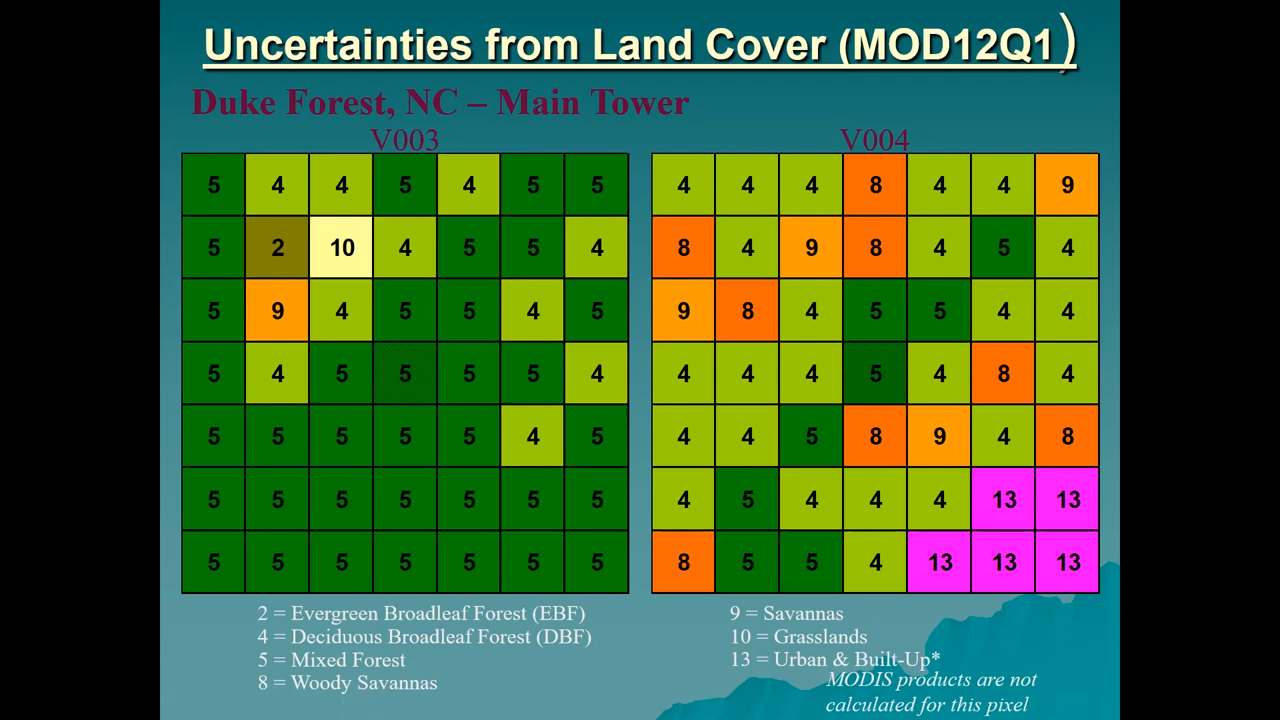 Uncertainties from Land Cover (MOD12Q1)
Duke Forest, NC – Main Tower
V003
5 4 4 5 4 5 5
5 2 10 4 5 5 4
5 9 4 5 5 4 5
5 4 5 5 5 5 4
5 5 5 5 5 4 5
5 5 5 5 5 5 5
5 5 5 5 5 5 5
V004
4 4 4 8 4 4 9
8 4 9 8 4 5 4
9 8 4 5 5 4 4
4 4 4 5 4 8 4
4 4 5 8 9 4 8
4 5 4 4 4 13 13
8 5 5 4 13 13 13
2 = Evergreen Broadleaf Forest (EBF)
4 = Deciduous Broadleaf Forest (DBF)
5 = Mixed Forest
8 = Woody Savannas
9 = Savannas
10 = Grasslands
13 = Urban & Built-Up*
MODIS products are not
calculated for this pixel